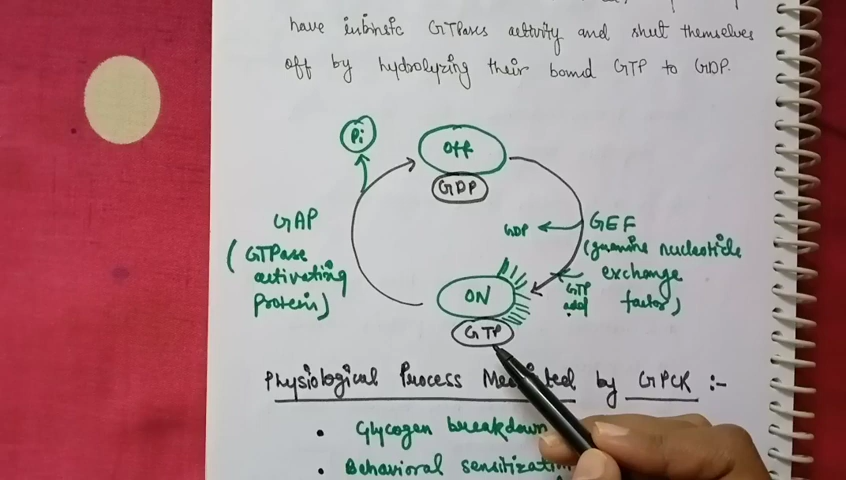 have intrinsic GTPases activity and shut themselves
off by hydrolyzing their bound GTP to GDP.
Pi
Off
GDP
GAP
(GTPase
activating
protein)
GDP
GEF
(guanine nucleotide
exchange
factor)
GTP
add
ON
GTP
Physiological Process Mediated by GPCR :-
• Glycogen breakdown
• Behavioral sensitization